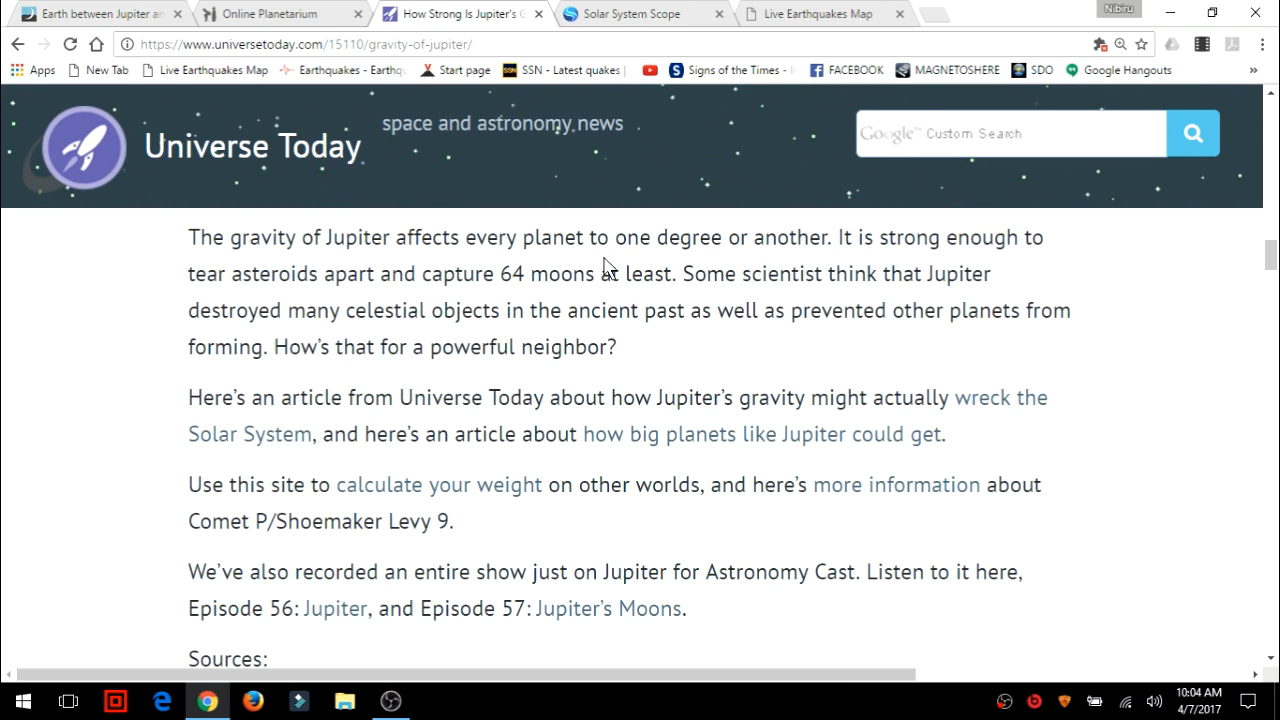 Earth between Jupiter an
Online Planetarium
How Strong Is Jupiter's G
Solar System Scope
Live Earthquakes Map
Nibiru
https://www.universetoday.com/15110/gravity-of-jupiter/
Apps
New Tab
Live Earthquakes Map
Earthquakes - Earthqu
Start page
SSN
SSN - Latest quakes |
Signs of the Times -
FACEBOOK
MAGNETOSHERE
SDO
Google Hangouts
»
Universe Today
space and astronomy news
Google™ Custom Search
The gravity of Jupiter affects every planet to one degree or another. It is strong enough to
tear asteroids apart and capture 64 moons at least. Some scientist think that Jupiter
destroyed many celestial objects in the ancient past as well as prevented other planets from
forming. How's that for a powerful neighbor?
Here's an article from Universe Today about how Jupiter's gravity might actually wreck the
Solar System, and here's an article about how big planets like Jupiter could get.
Use this site to calculate your weight on other worlds, and here's more information about
Comet P/Shoemaker Levy 9.
We've also recorded an entire show just on Jupiter for Astronomy Cast. Listen to it here,
Episode 56: Jupiter, and Episode 57: Jupiter's Moons.
Sources:
10:04 AM
4/7/2017